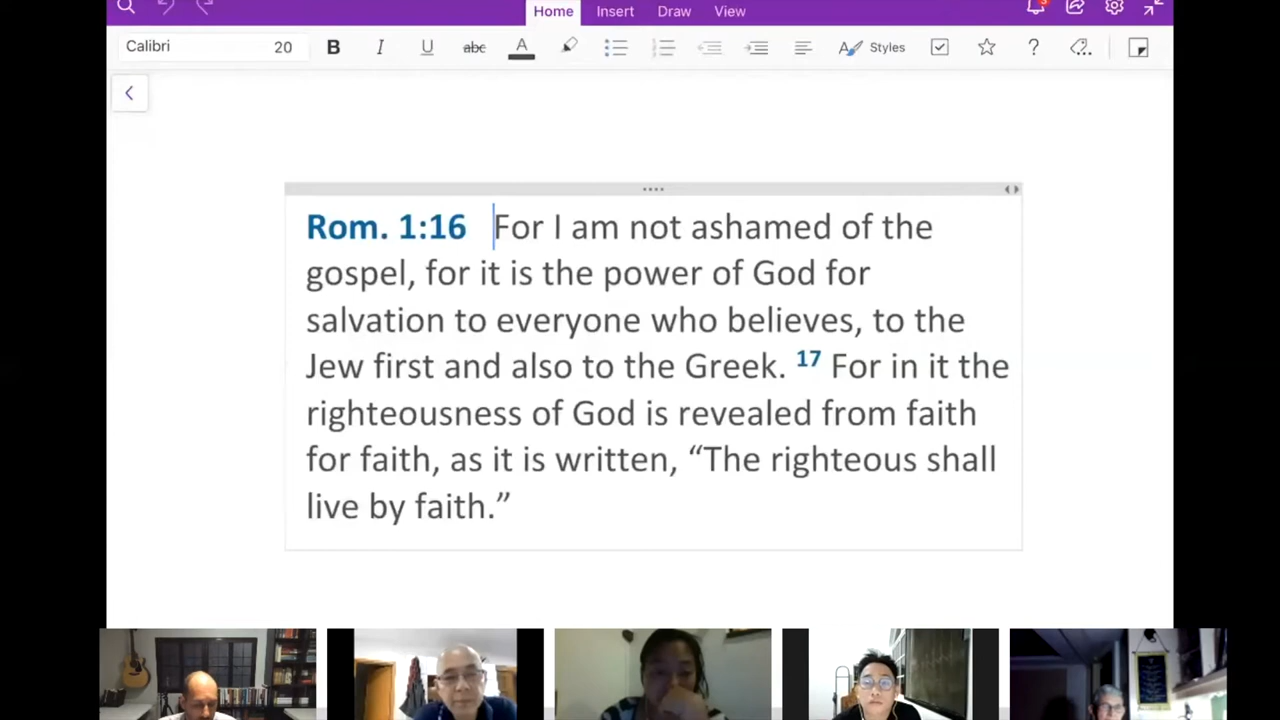 Home Insert Draw View
Calibri 20 B I U abc A Styles ?
Rom. 1:16 For I am not ashamed of the
gospel, for it is the power of God for
salvation to everyone who believes, to the
Jew first and also to the Greek. 17 For in it the
righteousness of God is revealed from faith
for faith, as it is written, “The righteous shall
live by faith.”